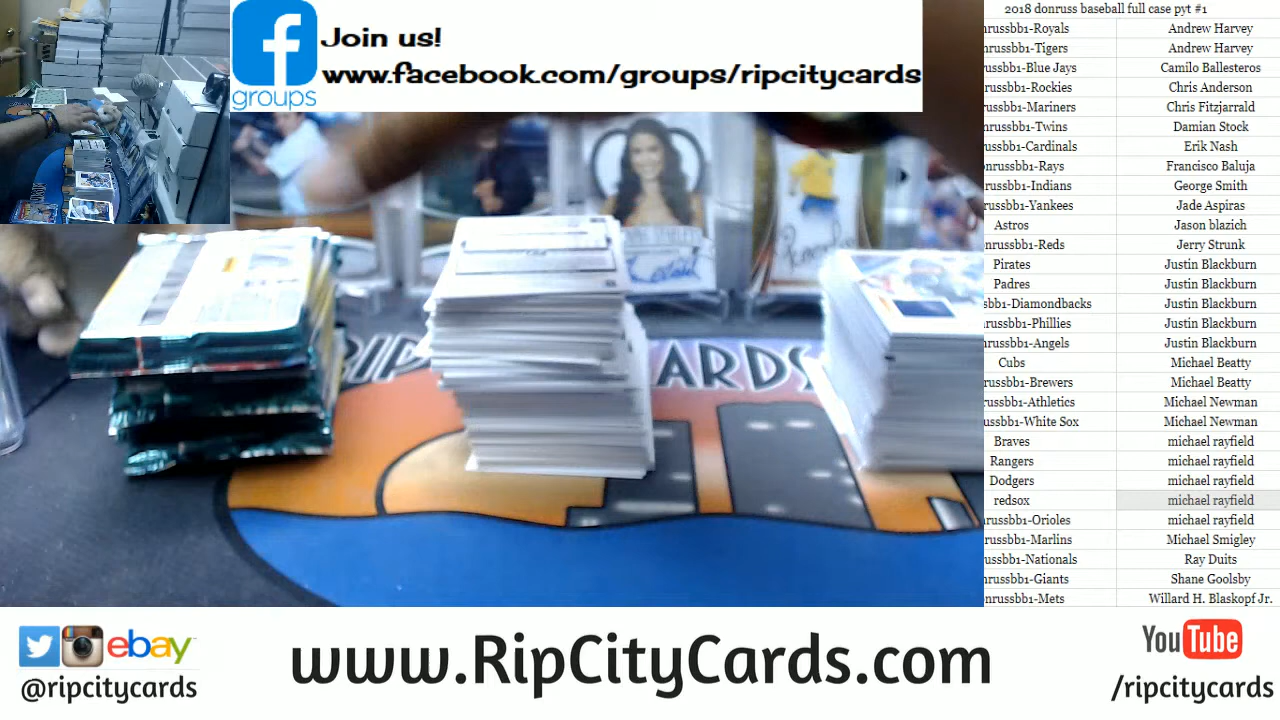 Join us!
www.facebook.com/groups/ripcitycards
groups
2018 donruss baseball full case pyt #1
nrussbb1-Royals Andrew Harvey
nrussbb1-Tigers Andrew Harvey
russbb1-Blue Jays Camilo Ballesteros
nrussbb1-Rockies Chris Anderson
nrussbb1-Mariners Chris Fitzjarrald
nrussbb1-Twins Damian Stock
russbb1-Cardinals Erik Nash
onrussbb1-Rays Francisco Baluja
nrussbb1-Indians George Smith
nrussbb1-Yankees Jade Aspiras
Astros Jason blazich
onrussbb1-Reds Jerry Strunk
Pirates Justin Blackburn
Padres Justin Blackburn
sbb1-Diamondbacks Justin Blackburn
nrussbb1-Phillies Justin Blackburn
nrussbb1-Angels Justin Blackburn
Cubs Michael Beatty
nrussbb1-Brewers Michael Beatty
russbb1-Athletics Michael Newman
ussbb1-White Sox Michael Newman
Braves michael rayfield
Rangers michael rayfield
Dodgers michael rayfield
redsox michael rayfield
nrussbb1-Orioles michael rayfield
nrussbb1-Marlins Michael Smigley
russbb1-Nationals Ray Duits
nrussbb1-Giants Shane Goolsby
onrussbb1-Mets Willard H. Blaskopf Jr.
RIP ARDS
ebay
@ripcitycards
www.RipCityCards.com
YouTube
/ripcitycards